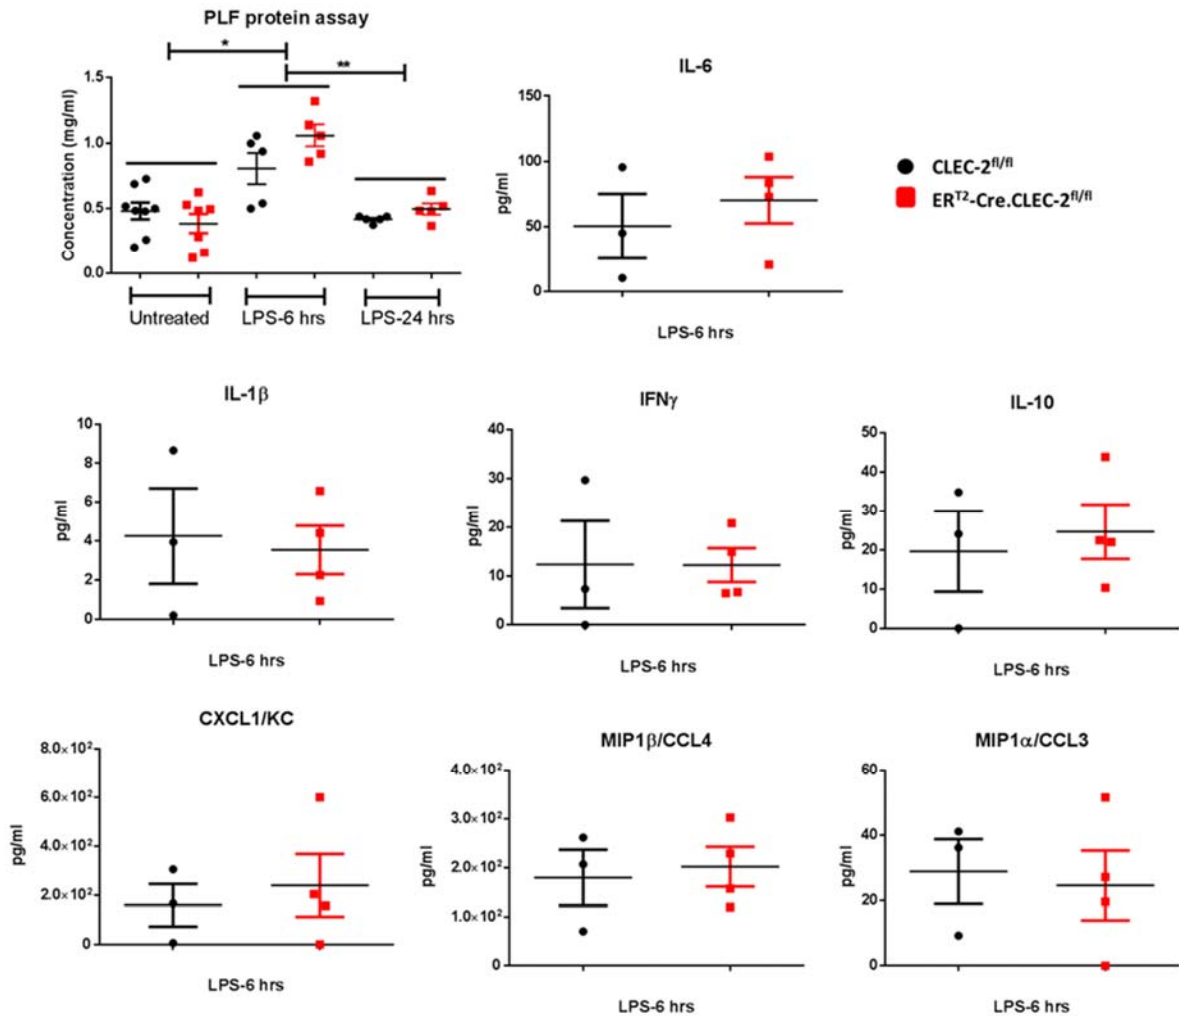 PLF protein assay
*
**
Concentration (mg/ml)
1.5
1.0
0.5
0.0
Untreated LPS-6 hrs LPS-24 hrs
IL-6
pg/ml
150
100
50
0
LPS-6 hrs
CLEC-2fl/fl
ERT2-Cre.CLEC-2fl/fl
IL-1β
pg/ml
10
8
6
4
2
0
LPS-6 hrs
IFNγ
pg/ml
40
30
20
10
0
LPS-6 hrs
IL-10
pg/ml
50
40
30
20
10
0
LPS-6 hrs
CXCL1/KC
pg/ml
8.0×10²
6.0×10²
4.0×10²
2.0×10²
0
LPS-6 hrs
MIP1β/CCL4
pg/ml
4.0×10²
3.0×10²
2.0×10²
1.0×10²
0
LPS-6 hrs
MIP1α/CCL3
pg/ml
60
40
20
0
LPS-6 hrs